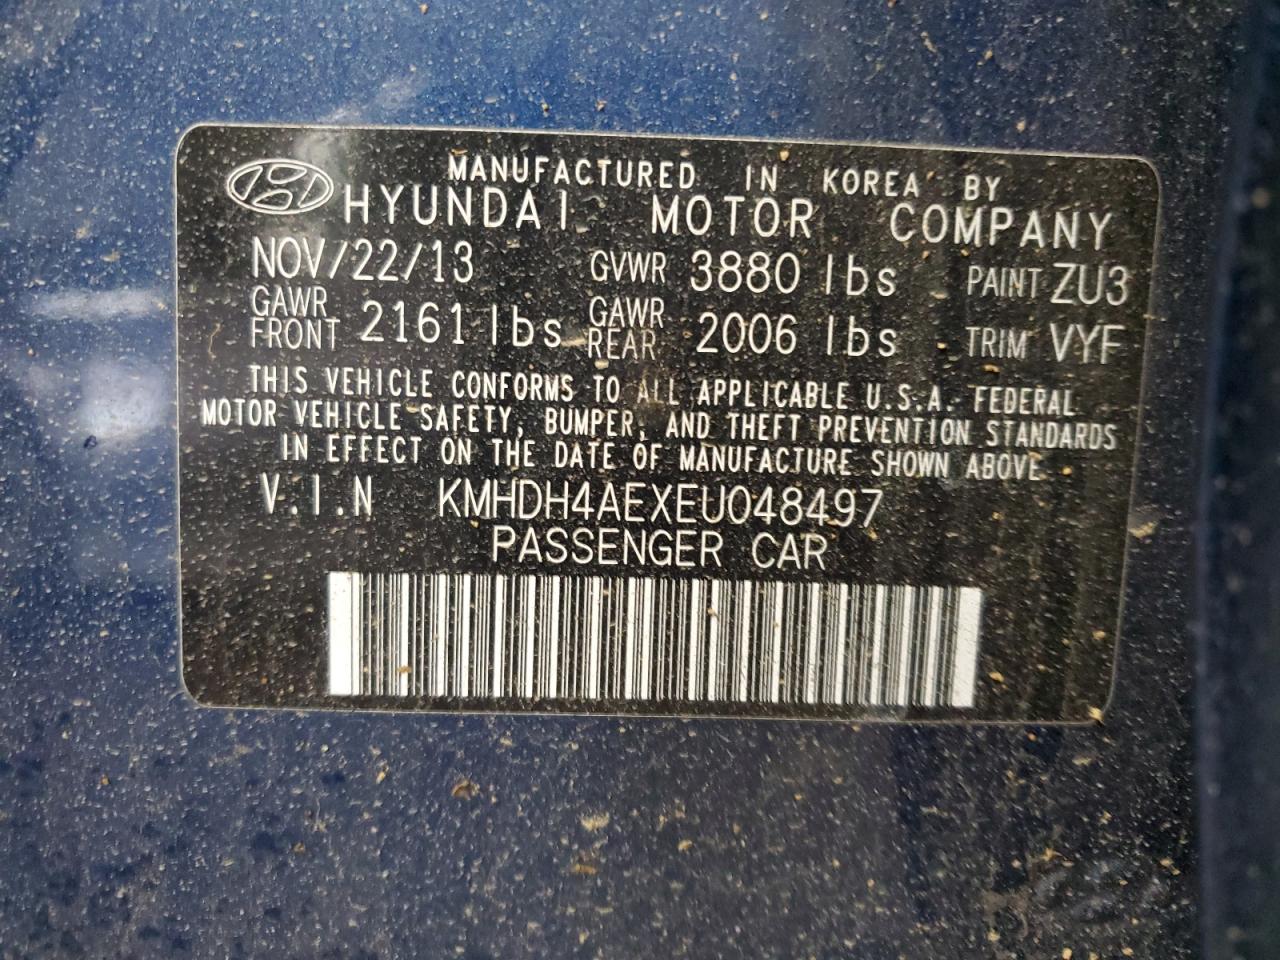 MANUFACTURED IN KOREA BY
HYUNDAI MOTOR COMPANY
NOV/22/13 GVWR 3880 lbs PAINT ZU3
GAWR FRONT 2161 lbs GAWR REAR 2006 lbs TRIM VYF
THIS VEHICLE CONFORMS TO ALL APPLICABLE U.S.A. FEDERAL
MOTOR VEHICLE SAFETY, BUMPER, AND THEFT PREVENTION STANDARDS
IN EFFECT ON THE DATE OF MANUFACTURE SHOWN ABOVE
V.I.N KMHDH4AEXEU048497
PASSENGER CAR